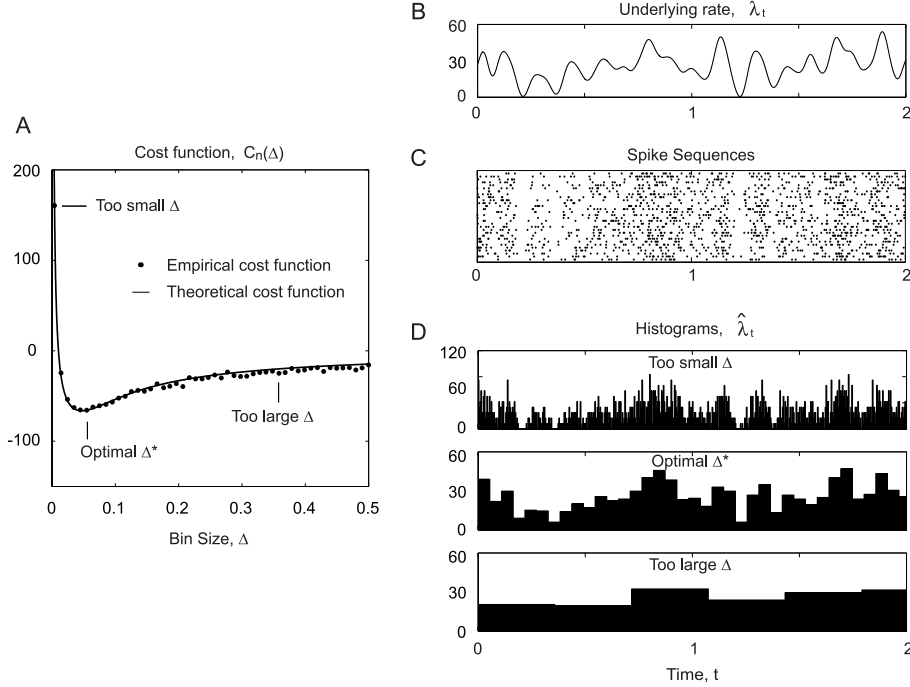 A
Cost function, Cn(Δ)
200
100
0
-100
Too small Δ
Empirical cost function
Theoretical cost function
Too large Δ
Optimal Δ*
0 0.1 0.2 0.3 0.4 0.5
Bin Size, Δ
B
Underlying rate, λt
60
30
0
0 1 2
C
Spike Sequences
0 1 2
D
Histograms, λ̂t
120
60
0
Too small Δ
60
30
0
Optimal Δ*
60
30
0
Too large Δ
0 1 2
Time, t